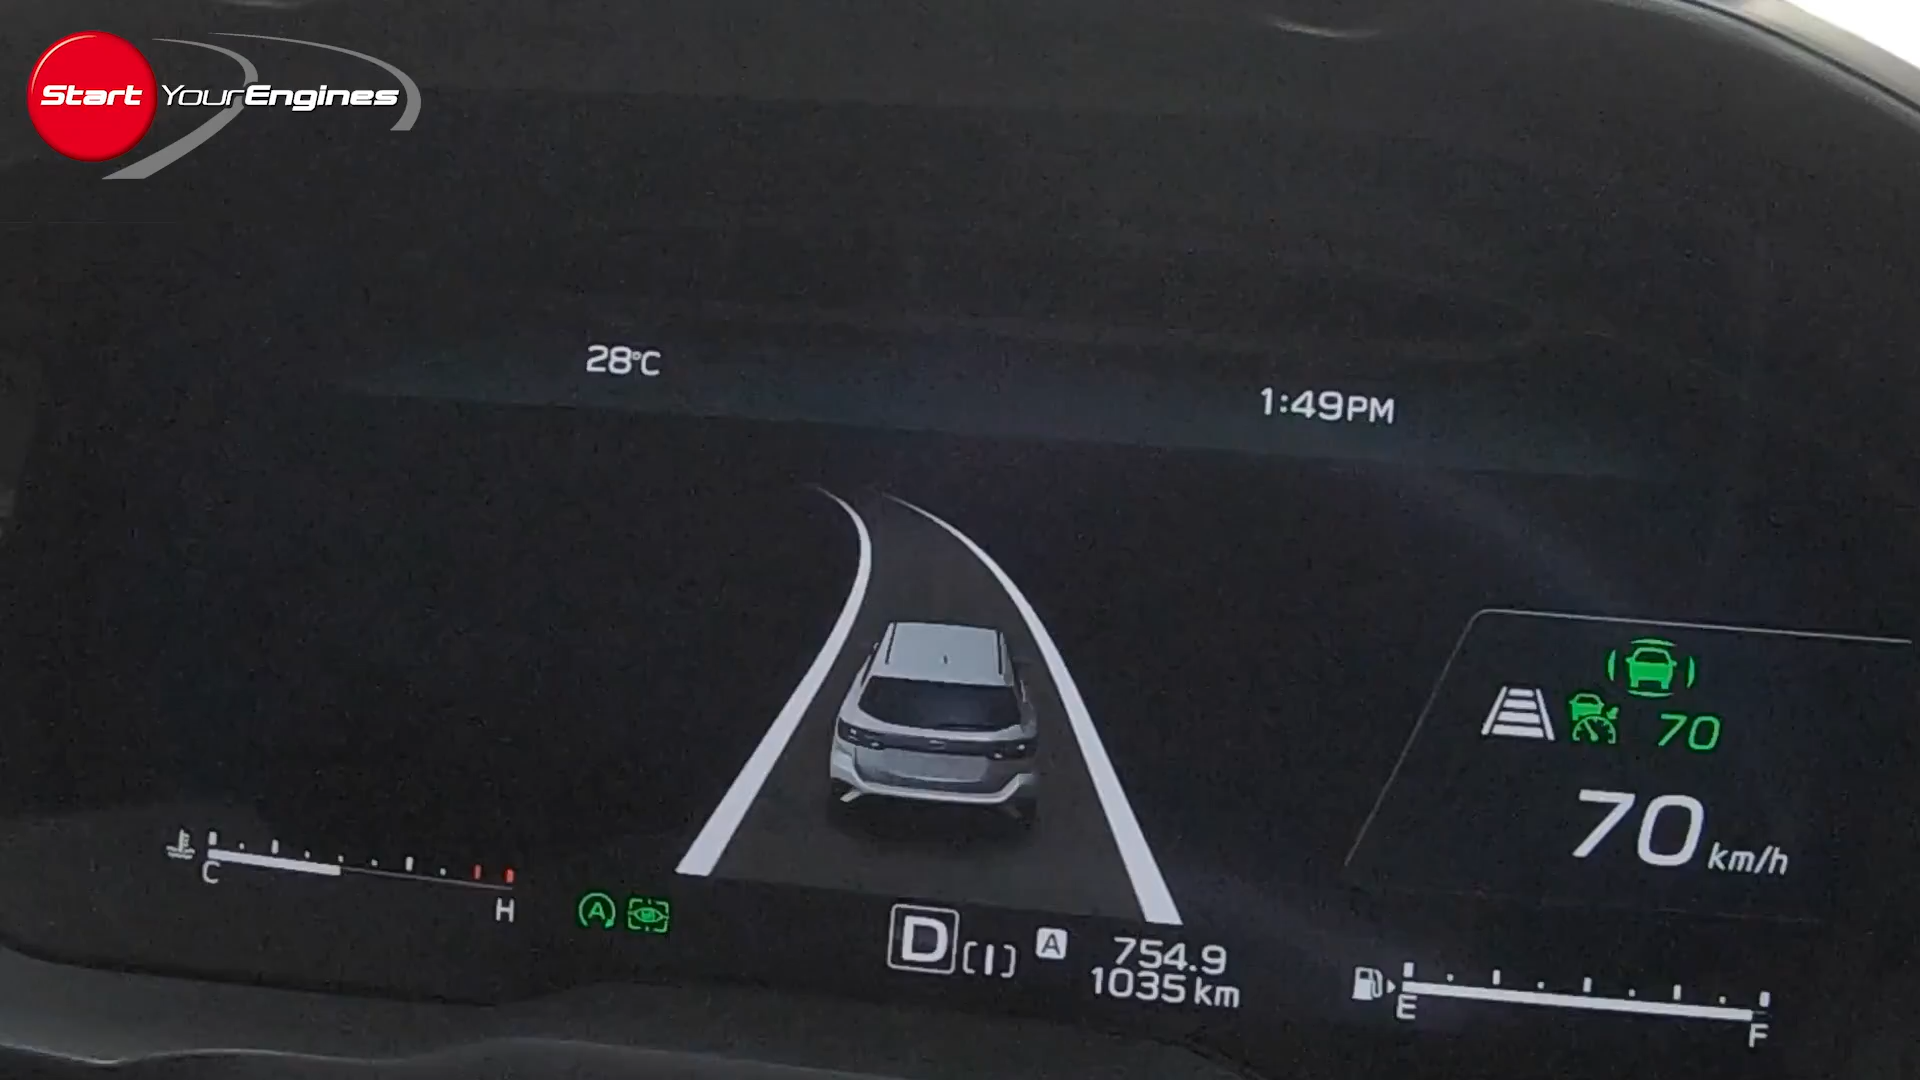 Start YourEngines
28°C
1:49PM
70
70 km/h
C
H
A
D [I] A
754.9
1035 km
E
F